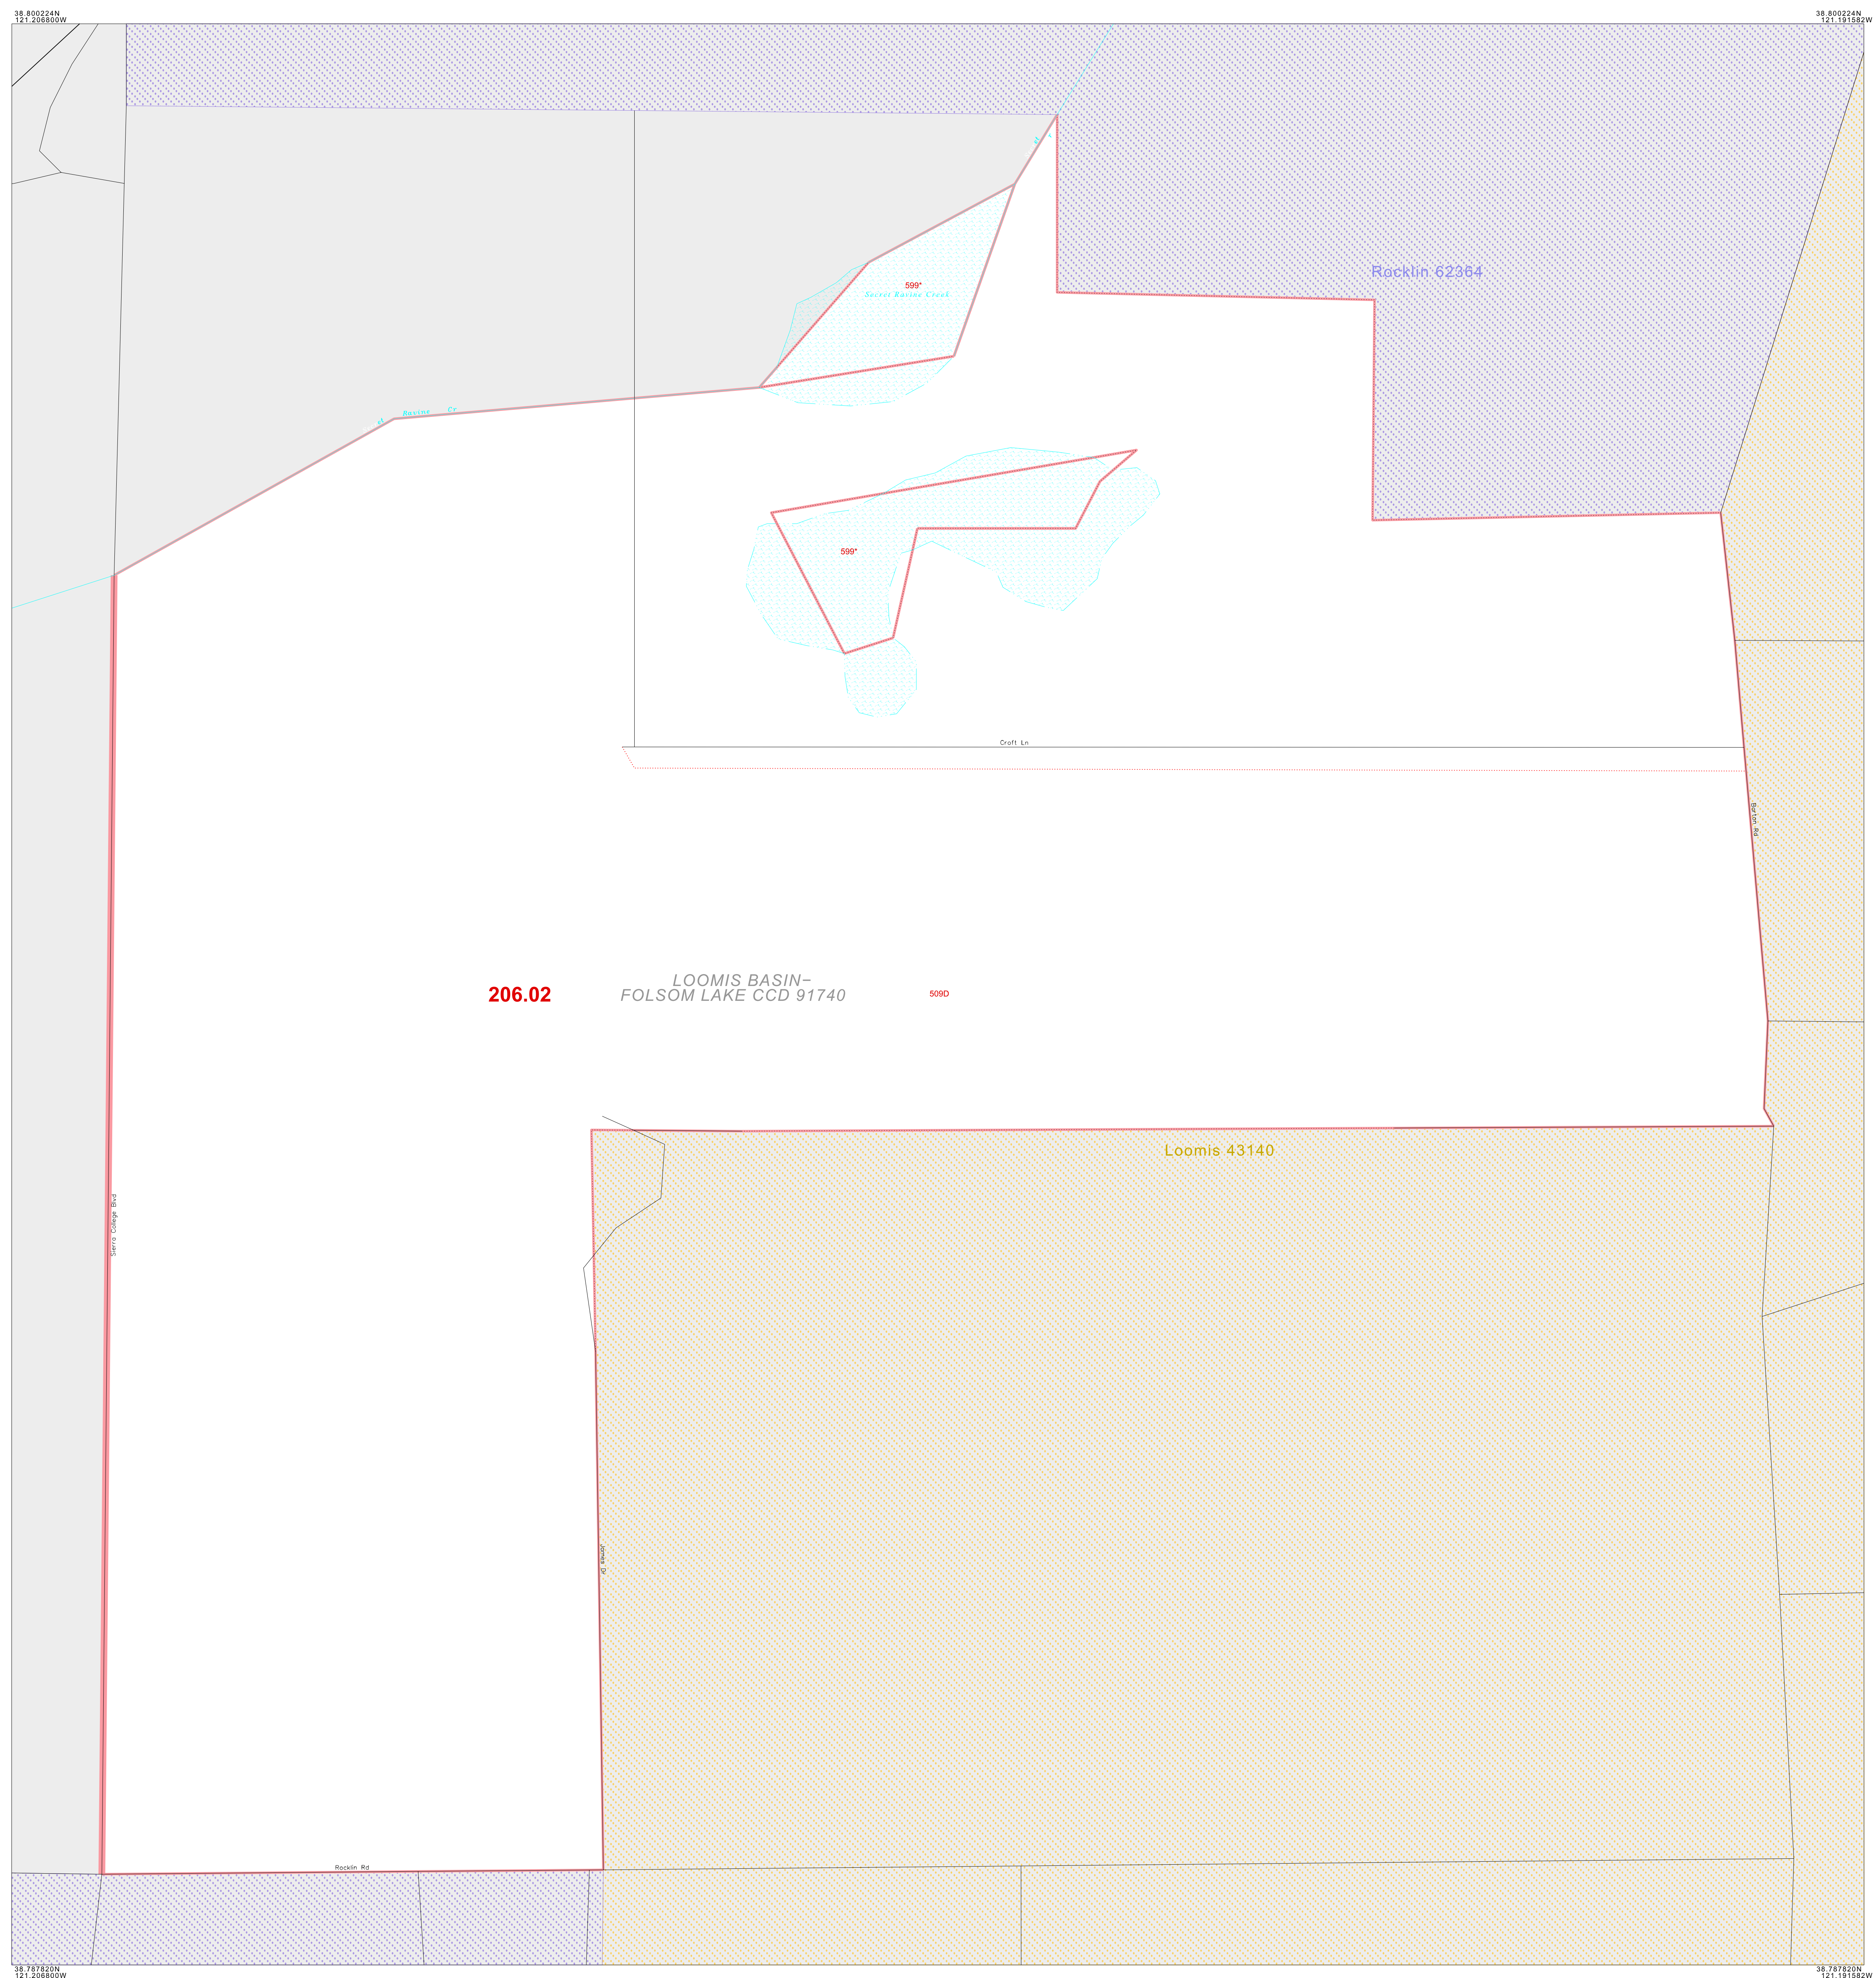 38.800224N
121.206800W
38.800224N
121.191582W
Rocklin 62364
599*
Secret Ravine Creek
et Ravine Cr
599*
Croft Ln
Barton Rd
206.02
LOOMIS BASIN–
FOLSOM LAKE CCD 91740
509D
Loomis 43140
Sierra College Blvd
James Dr
Rocklin Rd
38.787820N
121.206800W
38.787820N
121.191582W